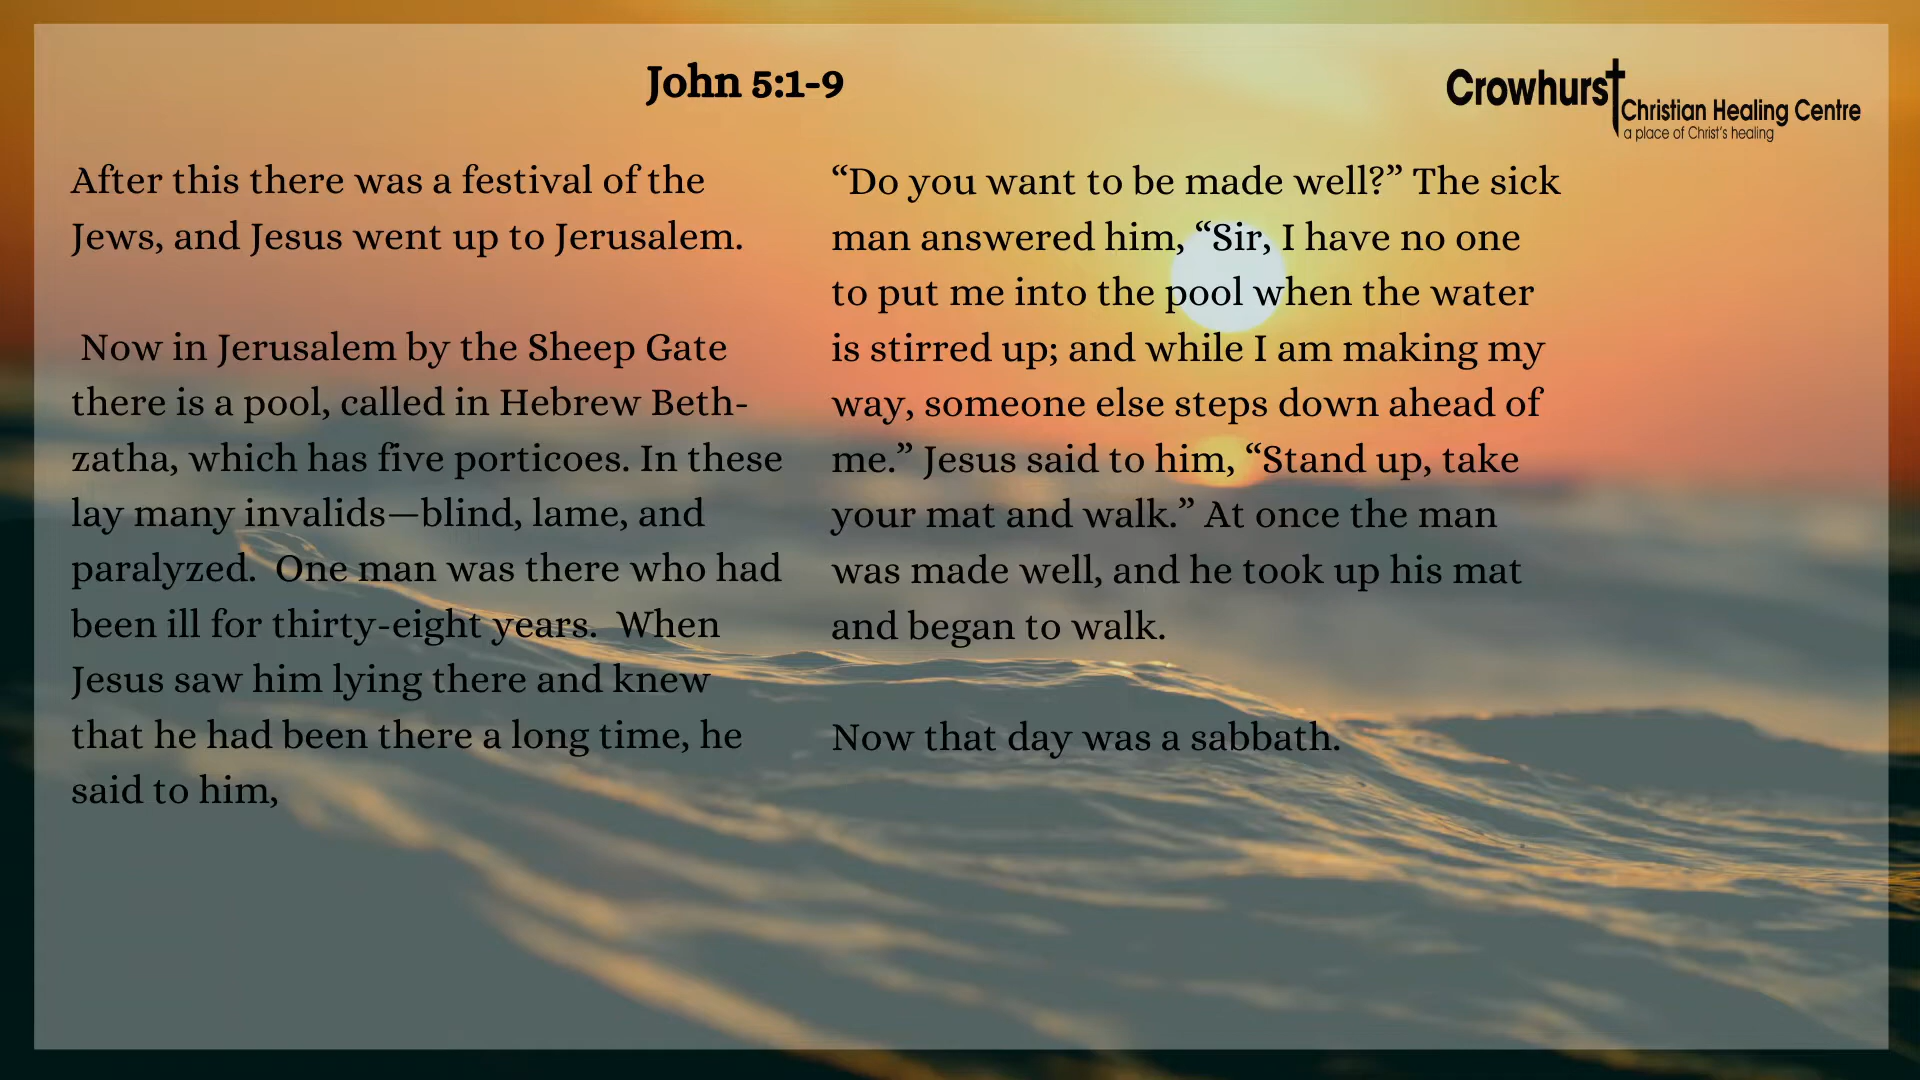 John 5:1-9
Crowhurst
Christian Healing Centre
a place of Christ's healing
After this there was a festival of the
Jews, and Jesus went up to Jerusalem.
Now in Jerusalem by the Sheep Gate
there is a pool, called in Hebrew Beth-
zatha, which has five porticoes. In these
lay many invalids—blind, lame, and
paralyzed.  One man was there who had
been ill for thirty-eight years.  When
Jesus saw him lying there and knew
that he had been there a long time, he
said to him,
“Do you want to be made well?” The sick
man answered him, “Sir, I have no one
to put me into the pool when the water
is stirred up; and while I am making my
way, someone else steps down ahead of
me.” Jesus said to him, “Stand up, take
your mat and walk.” At once the man
was made well, and he took up his mat
and began to walk.
Now that day was a sabbath.